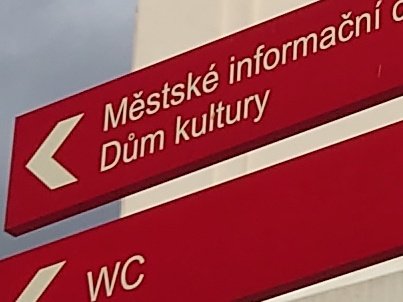 Městské informační
Dům kultury
WC